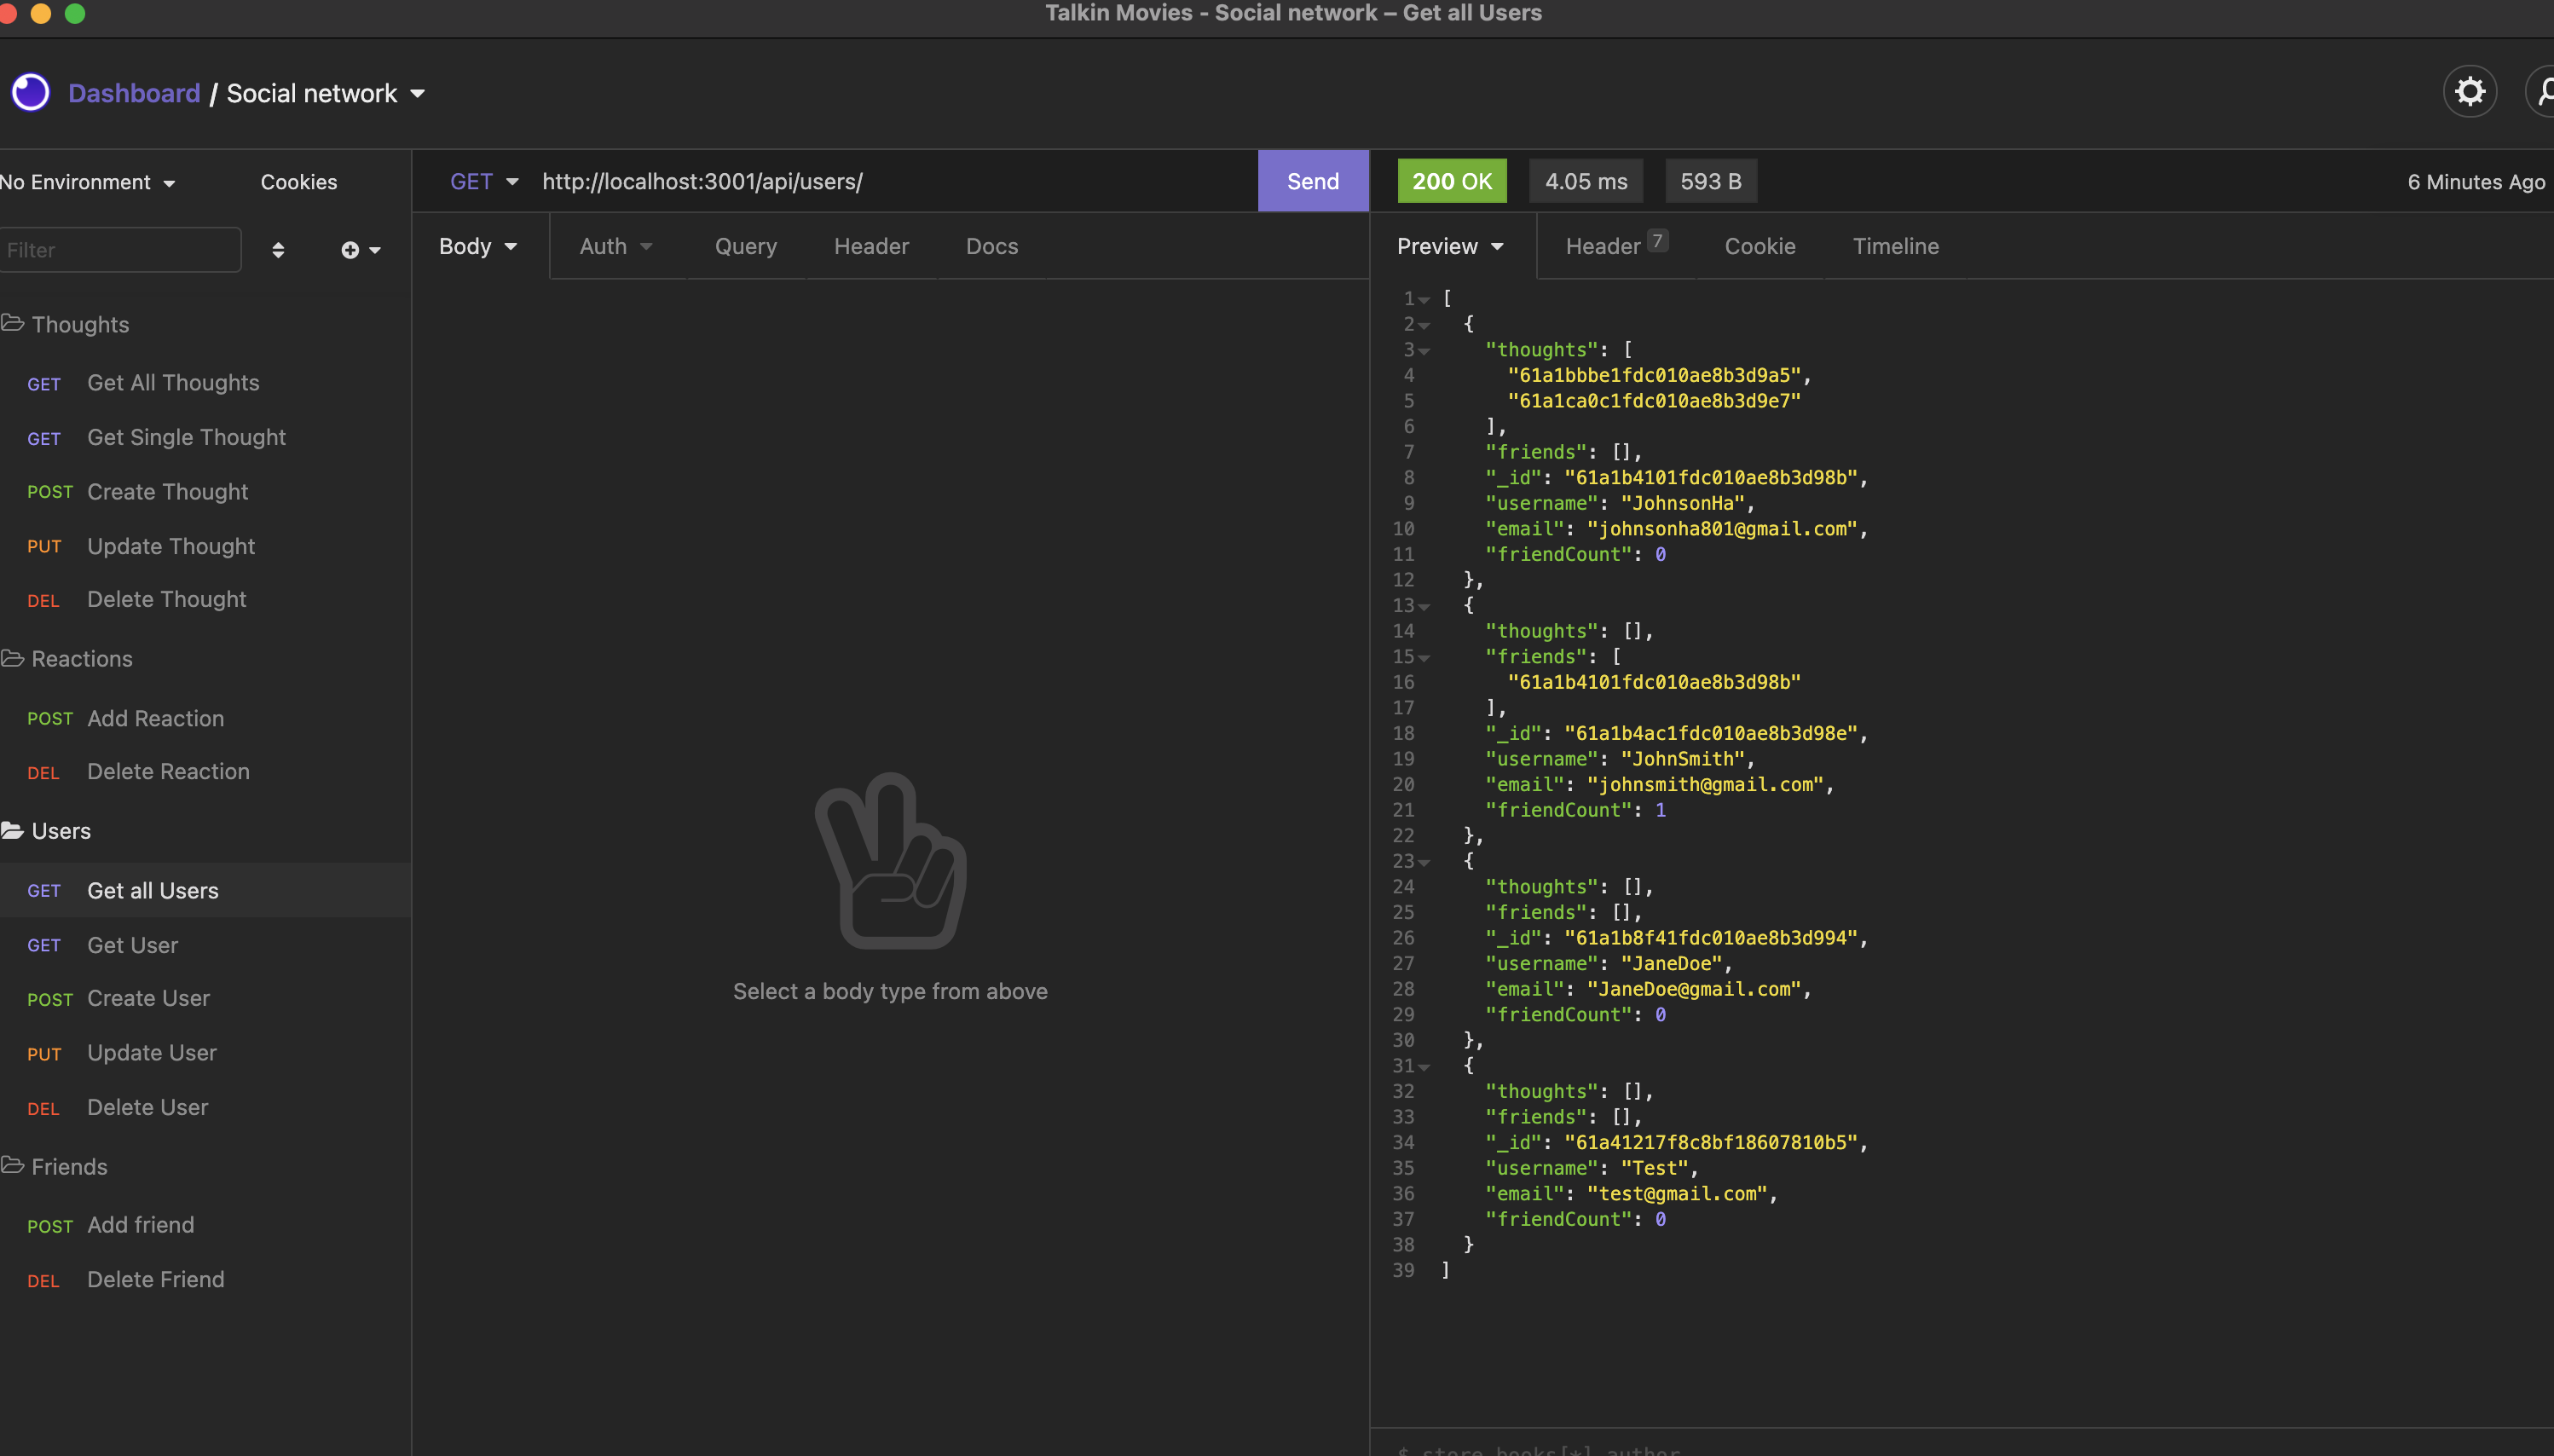 Talkin Movies - Social network – Get all Users
Dashboard / Social network
No Environment
Cookies
Filter
Thoughts
GET Get All Thoughts
GET Get Single Thought
POST Create Thought
PUT Update Thought
DEL Delete Thought
Reactions
POST Add Reaction
DEL Delete Reaction
Users
GET Get all Users
GET Get User
POST Create User
PUT Update User
DEL Delete User
Friends
POST Add friend
DEL Delete Friend
GET http://localhost:3001/api/users/ Send
Body Auth Query Header Docs
Select a body type from above
200 OK 4.05 ms 593 B 6 Minutes Ago
Preview Header 7 Cookie Timeline
1 [
2 {
3 "thoughts": [
4 "61a1bbbe1fdc010ae8b3d9a5",
5 "61a1ca0c1fdc010ae8b3d9e7"
6 ],
7 "friends": [],
8 "_id": "61a1b4101fdc010ae8b3d98b",
9 "username": "JohnsonHa",
10 "email": "johnsonha801@gmail.com",
11 "friendCount": 0
12 },
13 {
14 "thoughts": [],
15 "friends": [
16 "61a1b4101fdc010ae8b3d98b"
17 ],
18 "_id": "61a1b4ac1fdc010ae8b3d98e",
19 "username": "JohnSmith",
20 "email": "johnsmith@gmail.com",
21 "friendCount": 1
22 },
23 {
24 "thoughts": [],
25 "friends": [],
26 "_id": "61a1b8f41fdc010ae8b3d994",
27 "username": "JaneDoe",
28 "email": "JaneDoe@gmail.com",
29 "friendCount": 0
30 },
31 {
32 "thoughts": [],
33 "friends": [],
34 "_id": "61a41217f8c8bf18607810b5",
35 "username": "Test",
36 "email": "test@gmail.com",
37 "friendCount": 0
38 }
39 ]
$.store.books[*].author